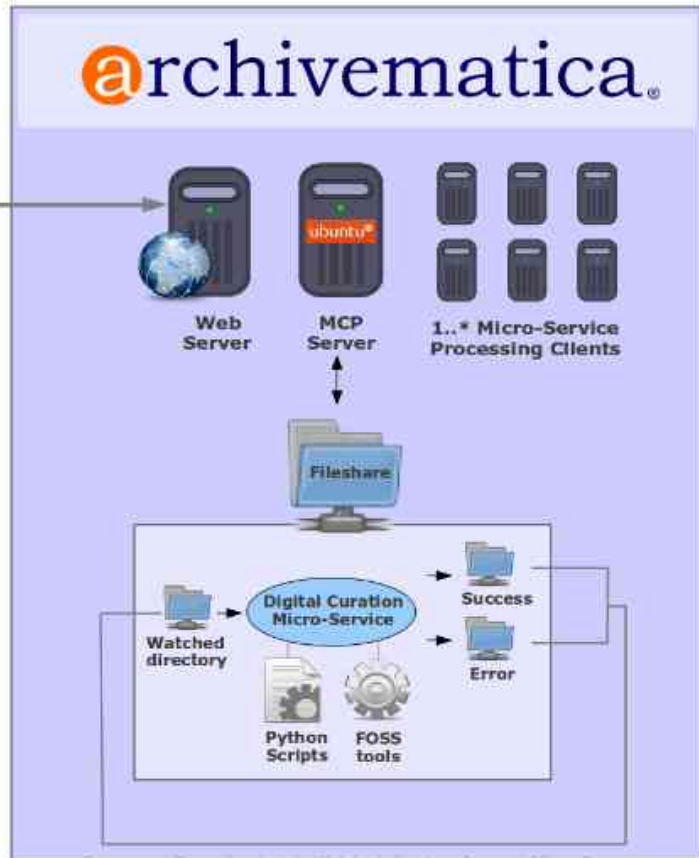 archivematica®
ubuntu®
Web
Server
MCP
Server
1..* Micro-Service
Processing Clients
Fileshare
Watched
directory
Digital Curation
Micro-Service
Success
Error
Python
Scripts
FOSS
tools